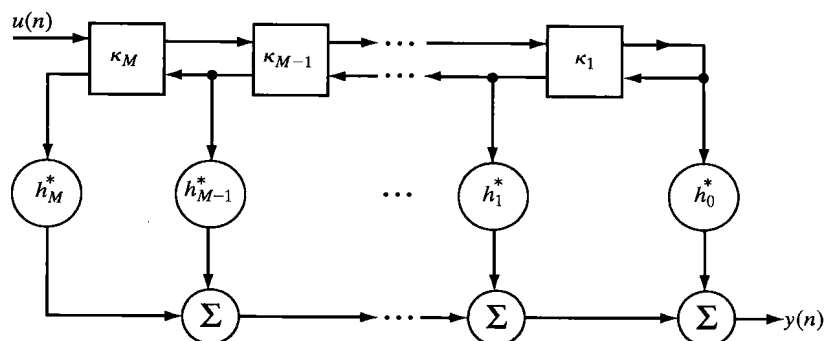 u(n)
κ_M κ_{M−1} ··· κ_1
···
h*_M h*_{M−1} ··· h*_1 h*_0
Σ ··· Σ Σ y(n)